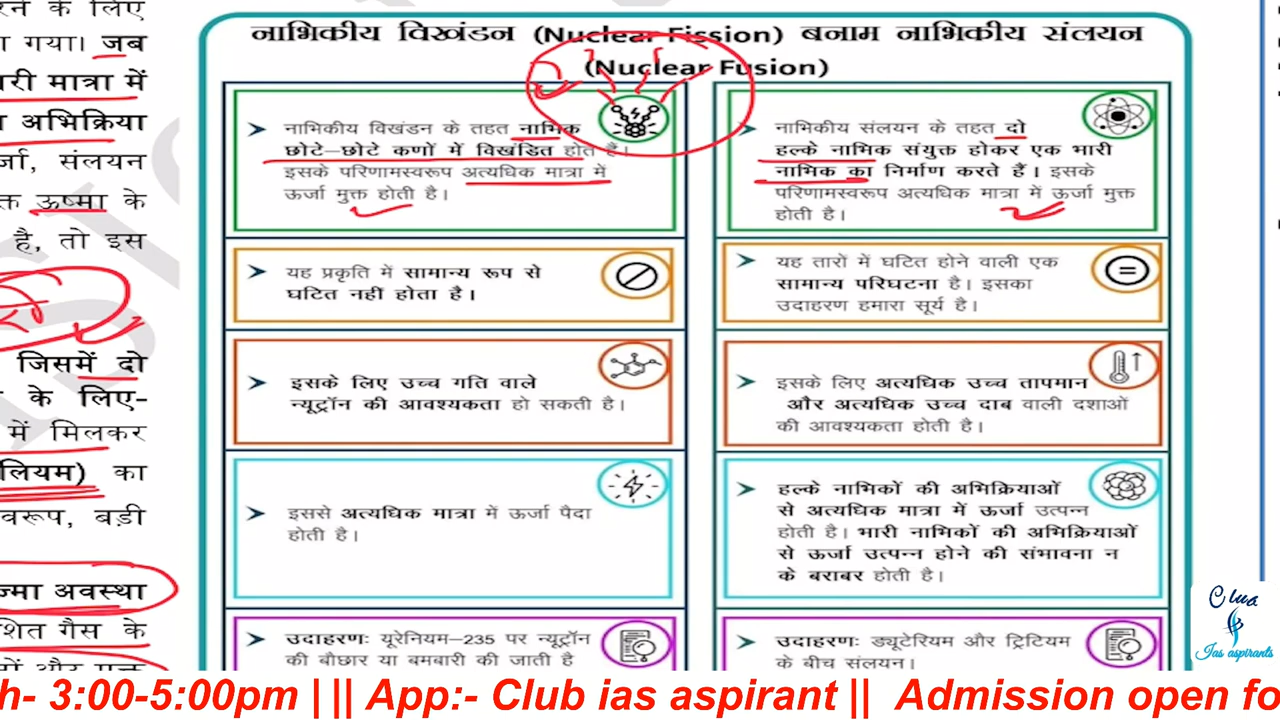 रने के लिए
ा गया। जब
ारी मात्रा में
ा अभिक्रिया
र्जा, संलयन
क्त ऊष्मा के
है, तो इस
जिसमें दो
के लिए-
में मिलकर
लियम) का
वरूप, बड़ी
ज्मा अवस्था
शित गैस के
नाभिकीय विखंडन (Nuclear Fission) बनाम नाभिकीय संलयन
(Nuclear Fusion)
नाभिकीय विखंडन के तहत नाभिक
छोटे–छोटे कणों में विखंडित होते हैं।
इसके परिणामस्वरूप अत्यधिक मात्रा में
ऊर्जा मुक्त होती है।
नाभिकीय संलयन के तहत दो
हल्के नाभिक संयुक्त होकर एक भारी
नाभिक का निर्माण करते हैं। इसके
परिणामस्वरूप अत्यधिक मात्रा में ऊर्जा मुक्त
होती है।
यह प्रकृति में सामान्य रूप से
घटित नहीं होता है।
यह तारों में घटित होने वाली एक
सामान्य परिघटना है। इसका
उदाहरण हमारा सूर्य है।
इसके लिए उच्च गति वाले
न्यूट्रॉन की आवश्यकता हो सकती है।
इसके लिए अत्यधिक उच्च तापमान
और अत्यधिक उच्च दाब वाली दशाओं
की आवश्यकता होती है।
इससे अत्यधिक मात्रा में ऊर्जा पैदा
होती है।
हल्के नाभिकों की अभिक्रियाओं
से अत्यधिक मात्रा में ऊर्जा उत्पन्न
होती है। भारी नाभिकों की अभिक्रियाओं
से ऊर्जा उत्पन्न होने की संभावना न
के बराबर होती है।
उदाहरणः यूरेनियम–235 पर न्यूट्रॉन
की बौछार या बमबारी की जाती है
उदाहरणः ड्यूटेरियम और ट्रिटियम
के बीच संलयन।
Club
Ias aspirants
h- 3:00-5:00pm | || App:- Club ias aspirant || Admission open fo